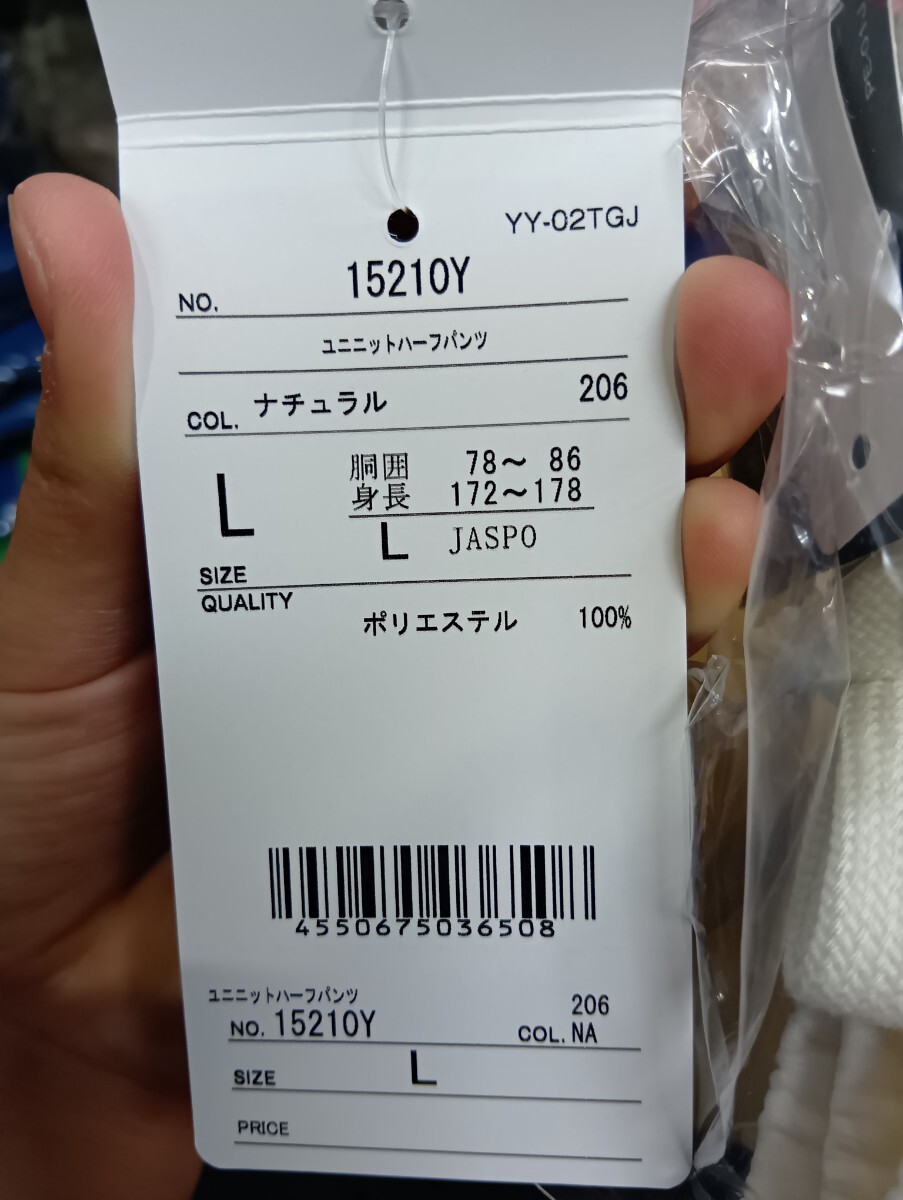 YY-02TGJ
NO. 15210Y
ユニニットハーフパンツ
COL. ナチュラル 206
胴囲 78～ 86
身長 172～178
L
L JASPO
SIZE
QUALITY
ポリエステル 100%
4550675036508
ユニニットハーフパンツ 206
NO. 15210Y COL. NA
SIZE L
PRICE